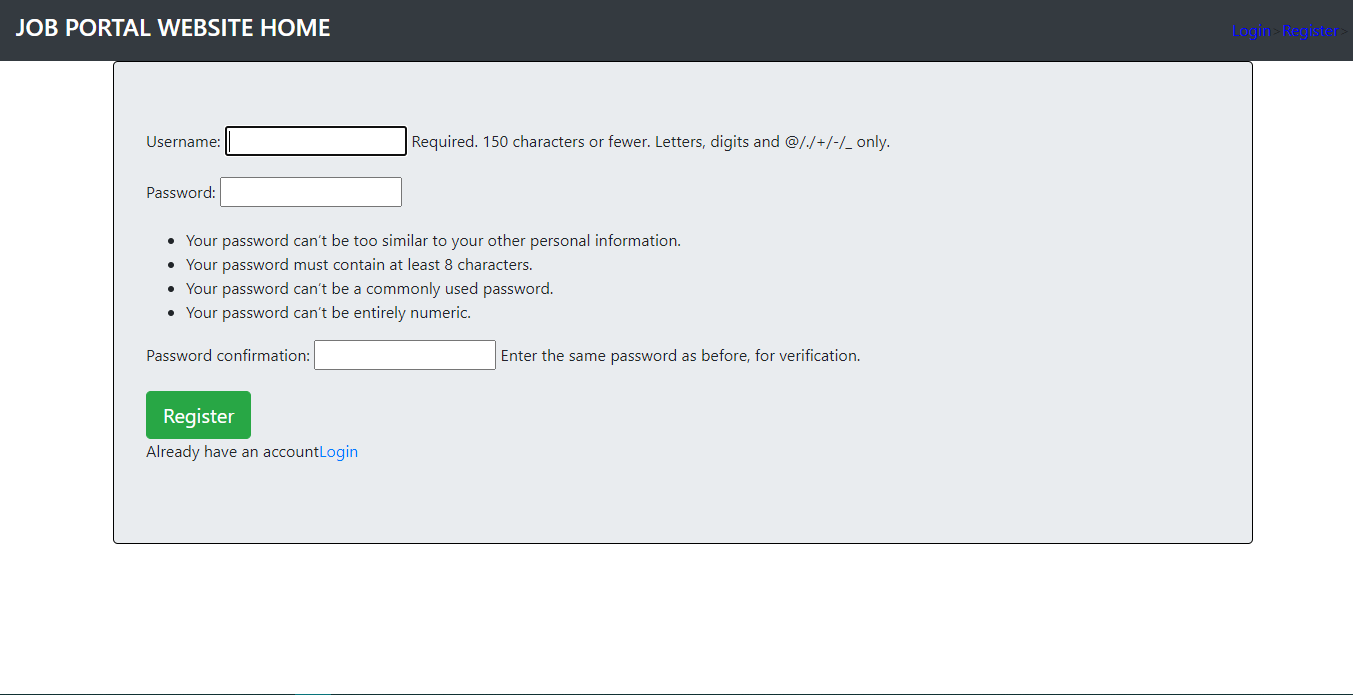 JOB PORTAL WEBSITE HOME
Login>Register>
Username: Required. 150 characters or fewer. Letters, digits and @/./+/-/_ only.
Password:
• Your password can’t be too similar to your other personal information.
• Your password must contain at least 8 characters.
• Your password can’t be a commonly used password.
• Your password can’t be entirely numeric.
Password confirmation: Enter the same password as before, for verification.
Register
Already have an accountLogin